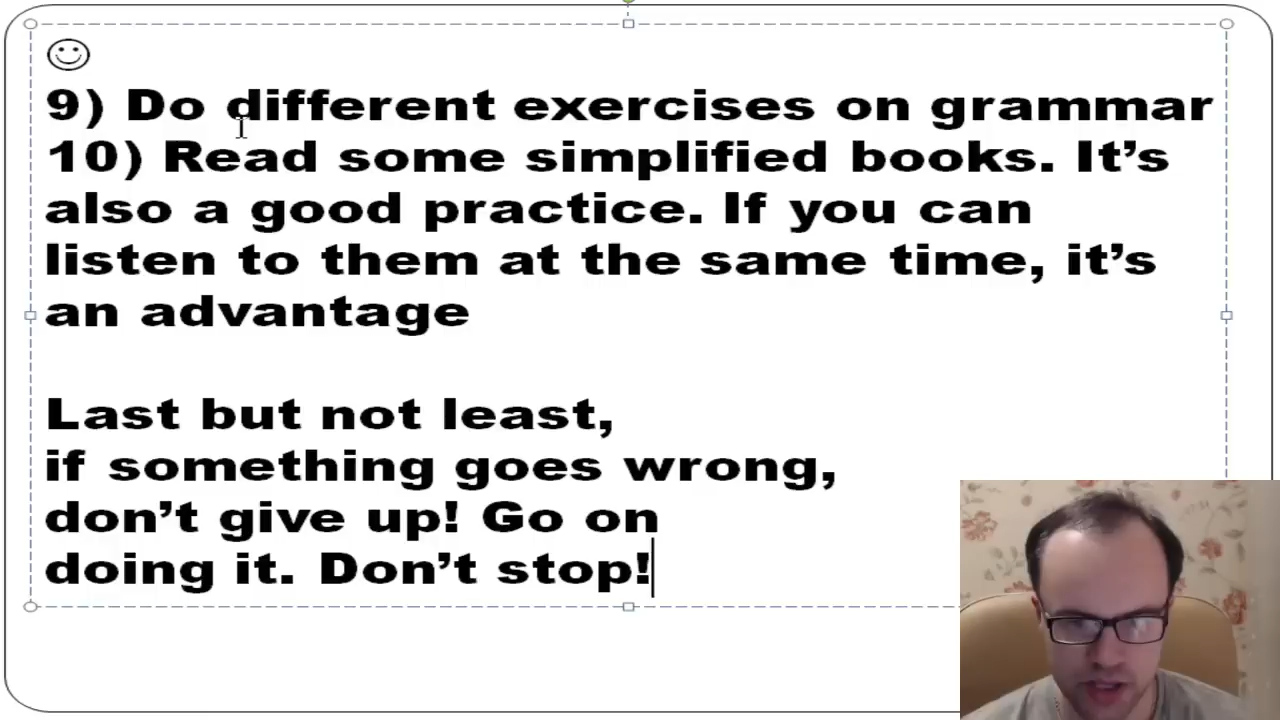 9) Do different exercises on grammar
10) Read some simplified books. It’s
also a good practice. If you can
listen to them at the same time, it’s
an advantage
Last but not least,
if something goes wrong,
don’t give up! Go on
doing it. Don’t stop!